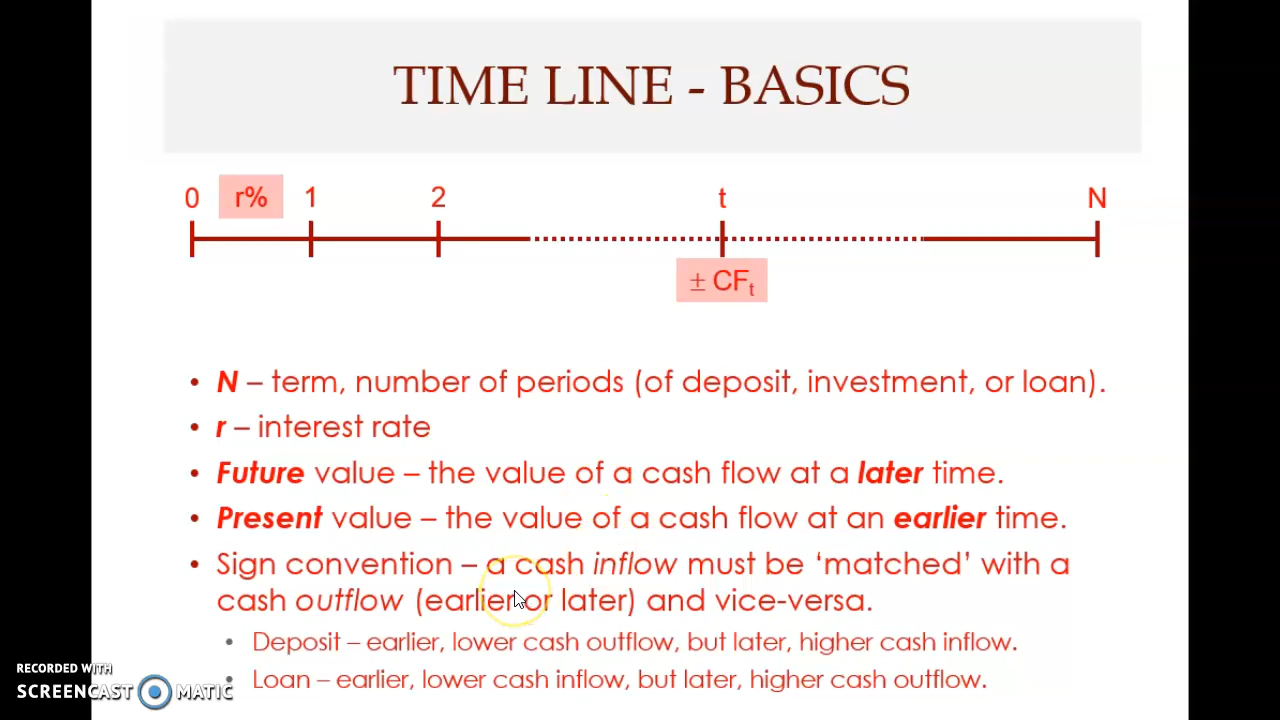 TIME LINE - BASICS
0 r% 1 2 t N
± CFt
• N – term, number of periods (of deposit, investment, or loan).
• r – interest rate
• Future value – the value of a cash flow at a later time.
• Present value – the value of a cash flow at an earlier time.
• Sign convention – a cash inflow must be ‘matched’ with a
cash outflow (earlier or later) and vice-versa.
• Deposit – earlier, lower cash outflow, but later, higher cash inflow.
• Loan – earlier, lower cash inflow, but later, higher cash outflow.
RECORDED WITH
SCREENCAST MATIC